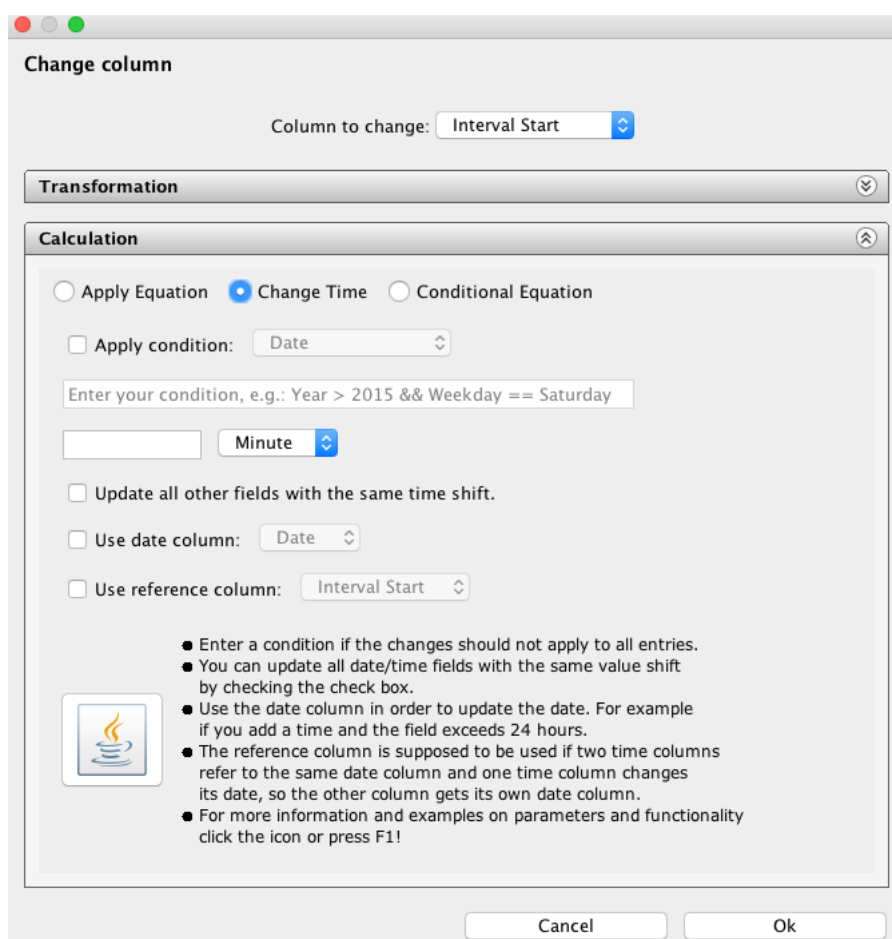 Change column
Column to change: Interval Start
Transformation
Calculation
Apply Equation Change Time Conditional Equation
Apply condition: Date
Enter your condition, e.g.: Year > 2015 && Weekday == Saturday
Minute
Update all other fields with the same time shift.
Use date column: Date
Use reference column: Interval Start
● Enter a condition if the changes should not apply to all entries.
● You can update all date/time fields with the same value shift
by checking the check box.
● Use the date column in order to update the date. For example
if you add a time and the field exceeds 24 hours.
● The reference column is supposed to be used if two time columns
refer to the same date column and one time column changes
its date, so the other column gets its own date column.
● For more information and examples on parameters and functionality
click the icon or press F1!
Cancel Ok